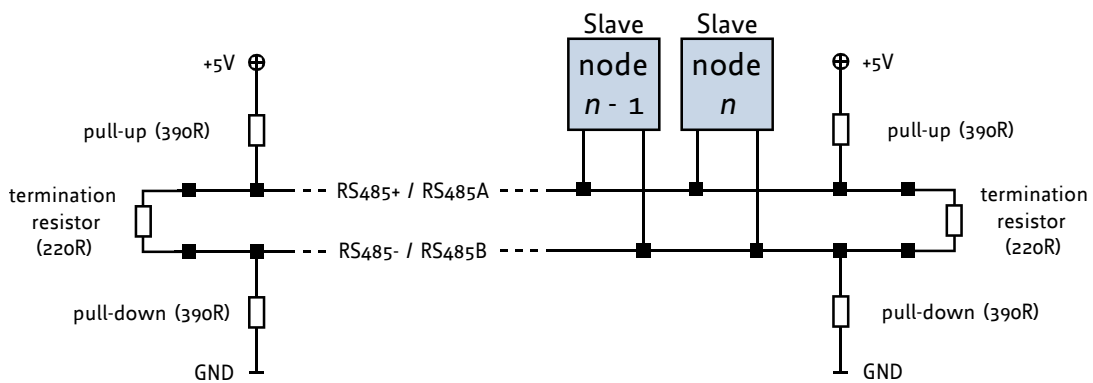 Slave
Slave
+5V
node
n - 1
node
n
+5V
pull-up (390R)
pull-up (390R)
termination
resistor
(220R)
RS485+ / RS485A
termination
resistor
(220R)
RS485- / RS485B
pull-down (390R)
pull-down (390R)
GND
GND